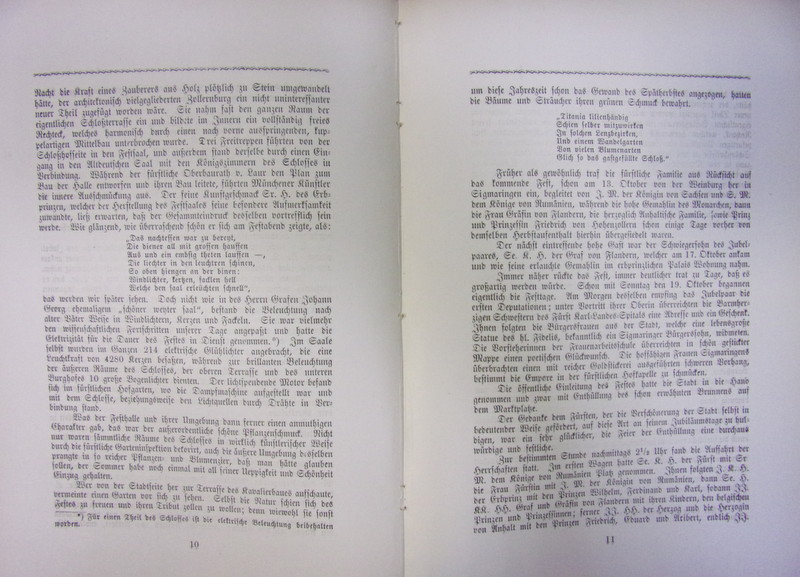 Nacht die Kraft eines Zauberers aus Holz plötzlich zu Stein umgewandelt
hätte, der architektonisch vielgegliederten Zollernburg ein nicht uninteressanter
neuer Theil zugefügt worden wäre. Sie nahm fast den ganzen Raum der
eigentlichen Schloßterrasse ein und bildete im Innern ein vollständig freies
Rechteck, welches harmonisch durch einen nach vorne ausspringenden, kup-
pelartigen Mittelbau unterbrochen wurde. Drei Freitreppen führten von der
Schloßhofseite in den Festsaal, und außerdem stand derselbe durch einen Ein-
gang in den Altdeutschen Saal mit den Königszimmern des Schlosses in
Verbindung. Während der fürstliche Oberbaurath v. Laur den Plan zum
Bau der Halle entworfen und ihren Bau leitete, führten Münchener Künstler
die innere Ausschmückung aus. Der feine Kunstgeschmack Sr. H. des Erb-
prinzen, welcher der Herstellung des Festsaales seine besondere Aufmerksamkeit
zuwandte, ließ erwarten, daß der Gesammteindruck desselben vortrefflich sein
werde. Wie glänzend, wie überraschend schön er sich am Festabend zeigte, als:
„Das nachtessen war zu beregt,
Die diener all mit grossen hauffen
Aus und ein embsig theten lauffen —,
Die liechter in den leuchtern schinen,
So oben hiengen an der binen:
Windlichter, kerzen, facklen hell
Welche den saal erleuchten schnell“,
das werden wir später sehen. Doch nicht wie in des Herrn Grafen Johann
Georg ehemaligem „schöner weyter saal“, bestand die Beleuchtung nach
alter Väter Weise in Windlichtern, Kerzen und Fackeln. Sie war vielmehr
den wissenschaftlichen Fortschritten unserer Tage angepaßt und hatte die
Elektrizität für die Dauer des Festes in Dienst genommen.*) Im Saale
selbst wurden im Ganzen 214 elektrische Glühlichter angebracht, die eine
Leuchtkraft von 4280 Kerzen besaßen, während zur brillanten Beleuchtung
der äußeren Räume des Schlosses, der oberen Terrasse und des unteren
Burghofes 10 große Bogenlichter dienten. Der lichtspendende Motor befand
sich im fürstlichen Hofgarten, wo die Dampfmaschine aufgestellt war und
mit dem Schlosse, beziehungsweise den Lichtquellen durch Drähte in Ver-
bindung stand.
Was der Festhalle und ihrer Umgebung dann ferner einen anmuthigen
Charakter gab, das war der außerordentliche schöne Pflanzenschmuck. Nicht
nur waren sämmtliche Räume des Schlosses in wirklich künstlerischer Weise
durch die fürstliche Garteninspektion dekorirt, auch die äußere Umgebung desselben
prangte in so reicher Pflanzen- und Blumenzier, daß man hätte glauben
sollen, der Sommer habe noch einmal mit all seiner Ueppigkeit und Schönheit
Einzug gehalten.
Wer von der Stadtseite her zur Terrasse des Kavalierbaues aufschaute,
vermeinte einen Garten vor sich zu sehen. Selbst die Natur schien sich des
Festes zu freuen und ihren Tribut zollen zu wollen; denn wiewohl sie sonst
*) Für einen Theil des Schlosses ist die elektrische Beleuchtung beibehalten
worden.
10
um diese Jahreszeit schon das Gewand des Spätherbstes angezogen, hatten
die Bäume und Sträucher ihren grünen Schmuck bewahrt.
„Titania lilienhändig
Schien selber mitzuwirken
In solchen Lenzbezirken,
Und einem Wandelgarten
Von vielen Blumenarten
Glich so das gastgefüllte Schloß.“
Früher als gewöhnlich traf die fürstliche Familie aus Rücksicht auf
das kommende Fest, schon am 13. Oktober von der Weinburg her in
Sigmaringen ein, begleitet von J. M. der Königin von Sachsen und S. M.
dem Könige von Rumänien, während die hohe Gemahlin des Monarchen, dann
die Frau Gräfin von Flandern, die herzoglich Anhaltische Familie, sowie Prinz
und Prinzessin Friedrich von Hohenzollern schon einige Tage vorher von
demselben Herbstaufenthalt hierhin übergesiedelt waren.
Der nächst eintreffende hohe Gast war der Schwiegersohn des Jubel-
paares, Se. K. H. der Graf von Flandern, welcher am 17. Oktober ankam
und wie seine erlauchte Gemahlin im erbprinzlichen Palais Wohnung nahm.
Immer näher rückte das Fest, immer deutlicher trat zu Tage, daß es
großartig werden würde. Schon mit Sonntag den 19. Oktober begannen
eigentlich die Festtage. Am Morgen desselben empfing das Jubelpaar die
ersten Deputationen; unter Vortritt ihrer Oberin überreichten die Barmher-
zigen Schwestern des Fürst Karl-Landes-Spitals eine Adresse und ein Geschenk.
Ihnen folgten die Bürgersfrauen aus der Stadt, welche eine lebensgroße
Statue des hl. Fidelis, bekanntlich ein Sigmaringer Bürgersohn, widmeten.
Die Vorsteherinnen der Frauenarbeitsschule überreichten in schön gestickter
Mappe einen poetischen Glückwunsch. Die hoffähigen Frauen Sigmaringens
überbrachten einen mit reicher Goldstickerei ausgeführten schweren Vorhang,
bestimmt die Empore in der fürstlichen Hofkapelle zu schmücken.
Die öffentliche Einleitung des Festes hatte die Stadt in die Hand
genommen und zwar mit Enthüllung des schon erwähnten Brunnens auf
dem Marktplatze.
Der Gedanke dem Fürsten, der die Verschönerung der Stadt selbst in
bedeutender Weise gefördert, auf diese Art an seinem Jubiläumstage zu hul-
digen, war ein sehr glücklicher, die Feier der Enthüllung eine durchaus
würdige und festliche.
Zur bestimmten Stunde nachmittags 2½ Uhr fand die Auffahrt der
Herrschaften statt. Im ersten Wagen hatte Se. K. H. der Fürst mit Sr.
M. dem Könige von Rumänien Platz genommen. Ihnen folgten J. K. H.
die Frau Fürstin mit J. M. der Königin von Rumänien, dann Se. H.
der Erbprinz mit den Prinzen Wilhelm, Ferdinand und Karl, sodann JJ.
KK. HH. Graf und Gräfin von Flandern mit ihren Kindern, den belgischen
Prinzen und Prinzessinnen; ferner JJ. HH. der Herzog und die Herzogin
von Anhalt mit den Prinzen Friedrich, Eduard und Aribert, endlich JJ.
11